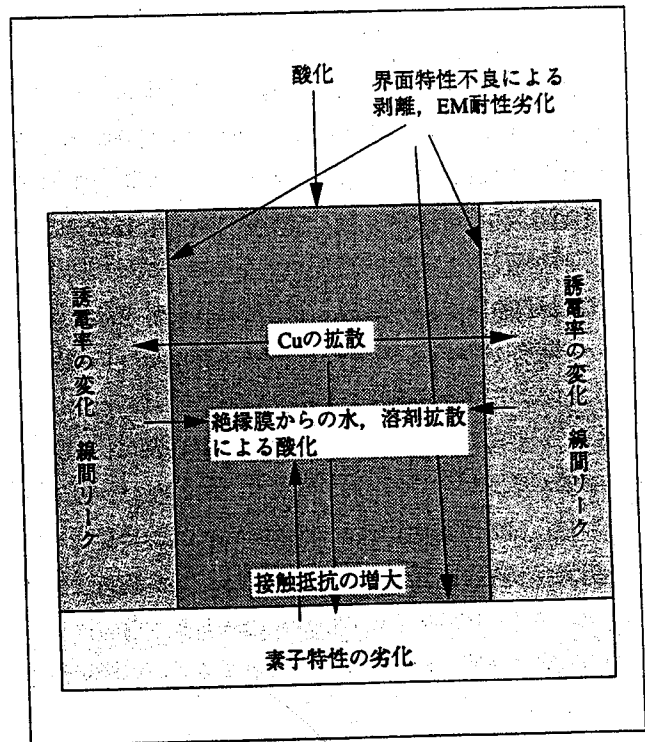 酸化
界面特性不良による
剥離，EM耐性劣化
誘電率の変化・線間リーク
Cuの拡散
誘電率の変化・線間リーク
絶縁膜からの水，溶剤拡散
による酸化
接触抵抗の増大
素子特性の劣化